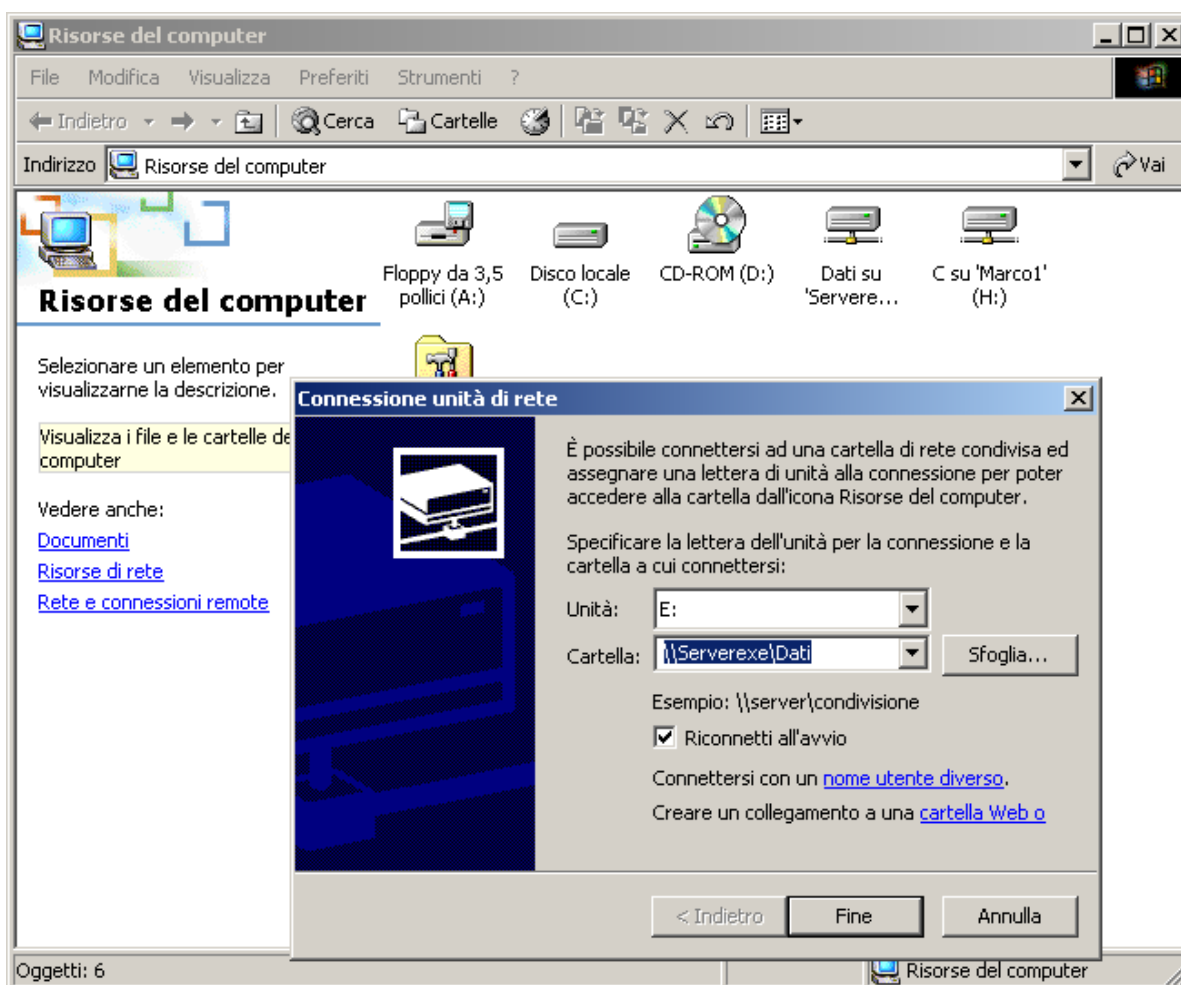 Risorse del computer
File Modifica Visualizza Preferiti Strumenti ?
Indietro Cerca Cartelle
Indirizzo Risorse del computer Vai
Floppy da 3,5
pollici (A:)
Disco locale
(C:)
CD-ROM (D:)
Dati su
'Servere...
C su 'Marco1'
(H:)
Risorse del computer
Selezionare un elemento per
visualizzarne la descrizione.
Visualizza i file e le cartelle de
computer
Vedere anche:
Documenti
Risorse di rete
Rete e connessioni remote
Connessione unità di rete
È possibile connettersi ad una cartella di rete condivisa ed
assegnare una lettera di unità alla connessione per poter
accedere alla cartella dall'icona Risorse del computer.
Specificare la lettera dell'unità per la connessione e la
cartella a cui connettersi:
Unità: E:
Cartella: \\Serverexe\Dati Sfoglia...
Esempio: \\server\condivisione
Riconnetti all'avvio
Connettersi con un nome utente diverso.
Creare un collegamento a una cartella Web o
< Indietro Fine Annulla
Oggetti: 6 Risorse del computer